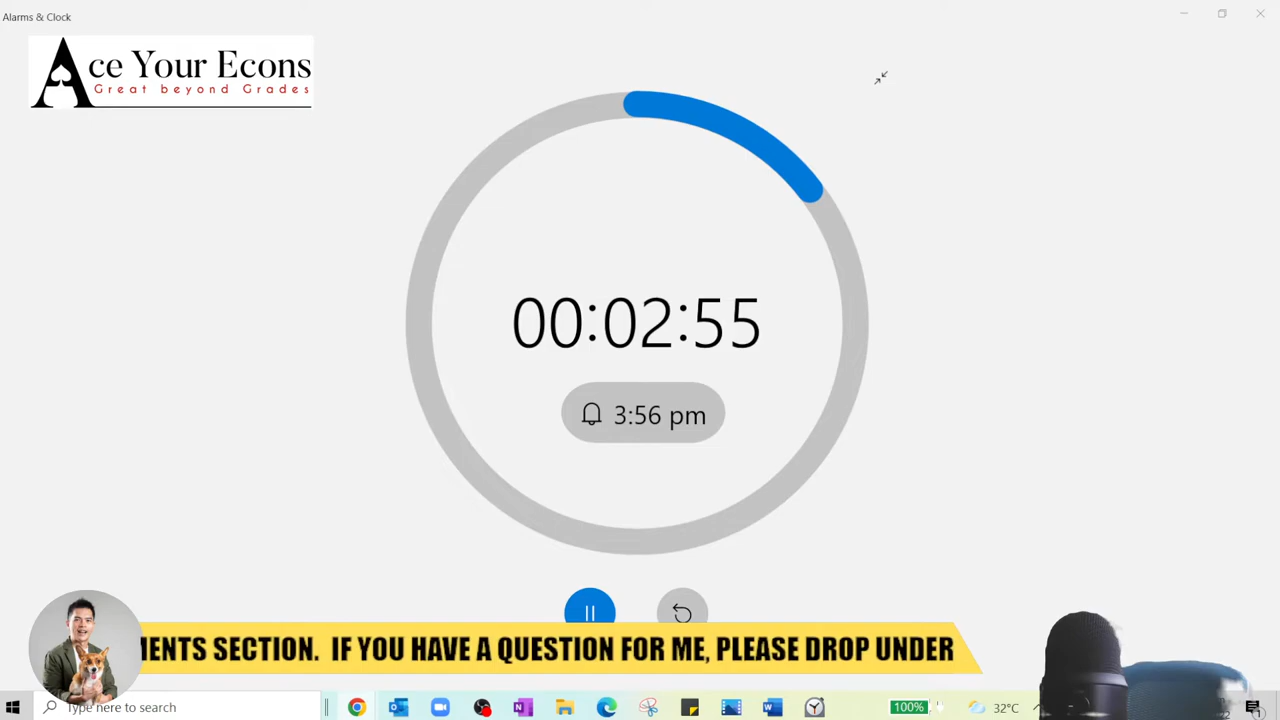 Alarms & Clock
Ace Your Econs
Great beyond Grades
00:02:55
3:56 pm
MENTS SECTION. IF YOU HAVE A QUESTION FOR ME, PLEASE DROP UNDER
Type here to search
100%
32°C